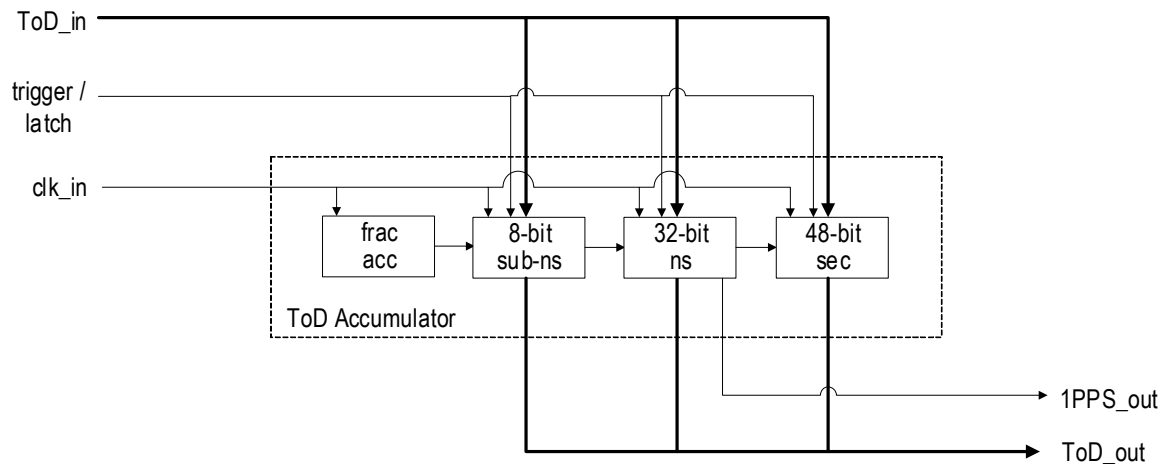 ToD_in
trigger /
latch
clk_in
frac
acc
8-bit
sub-ns
32-bit
ns
48-bit
sec
ToD Accumulator
1PPS_out
ToD_out